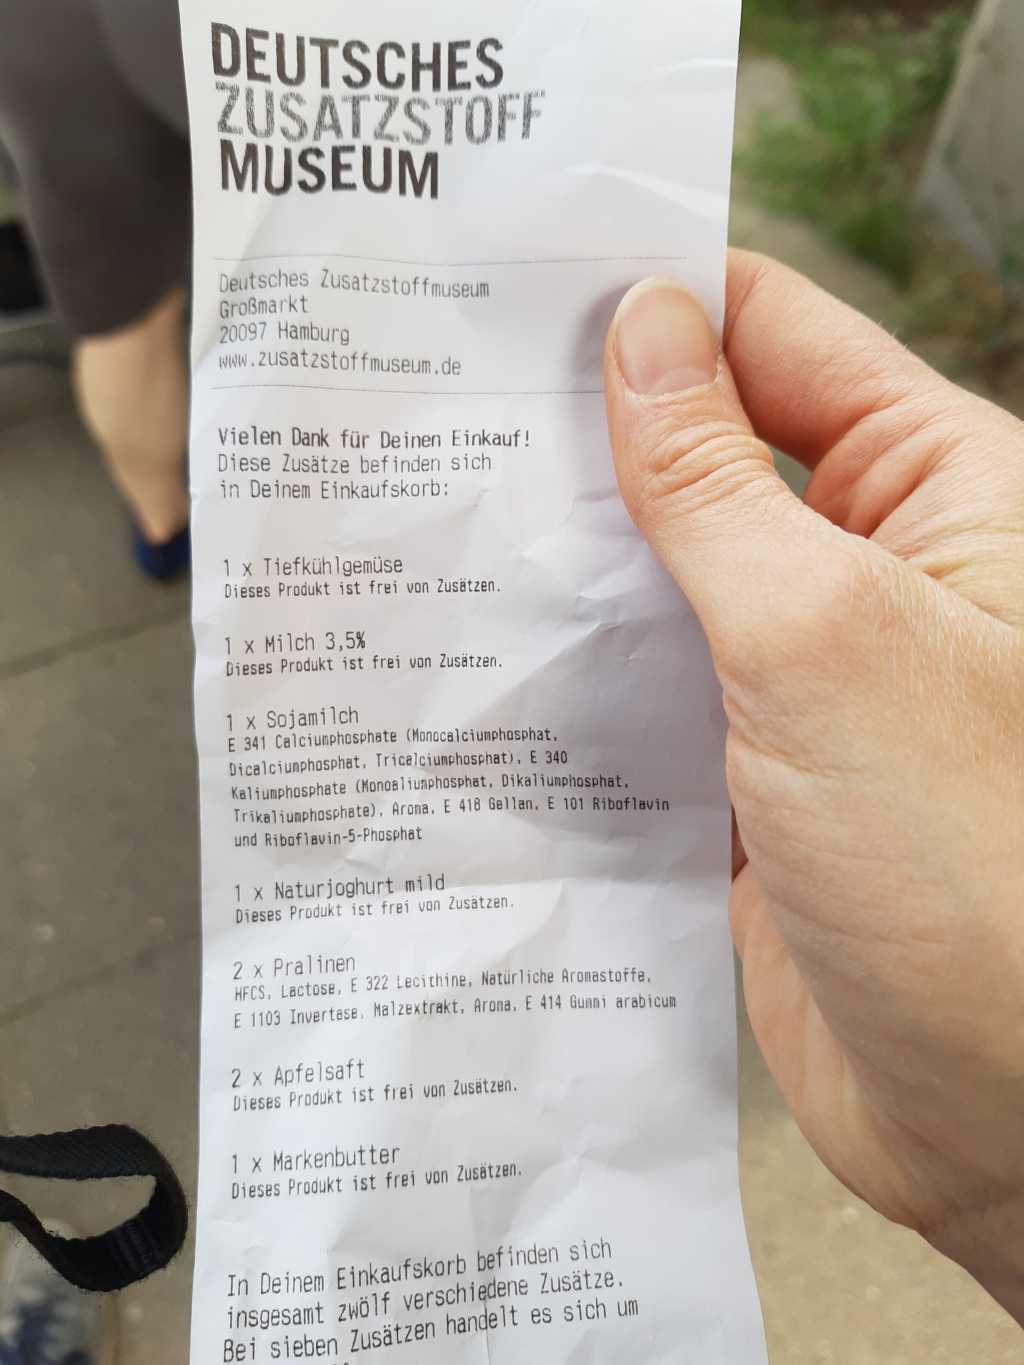 DEUTSCHES
ZUSATZSTOFF
MUSEUM
Deutsches Zusatzstoffmuseum
Großmarkt
20097 Hamburg
www.zusatzstoffmuseum.de
Vielen Dank für Deinen Einkauf!
Diese Zusätze befinden sich
in Deinem Einkaufskorb:
1 x Tiefkühlgemüse
Dieses Produkt ist frei von Zusätzen.
1 x Milch 3,5%
Dieses Produkt ist frei von Zusätzen.
1 x Sojamilch
E 341 Calciumphosphate (Monocalciumphosphat,
Dicalciumphosphat, Tricalciumphosphat), E 340
Kaliumphosphate (Monoaliumphosphat, Dikaliumphosphat,
Trikaliumphosphate), Aroma, E 418 Gellan, E 101 Riboflavin
und Riboflavin-5-Phosphat
1 x Naturjoghurt mild
Dieses Produkt ist frei von Zusätzen.
2 x Pralinen
HFCS, Lactose, E 322 Lecithine, Natürliche Aromastoffe,
E 1103 Invertase, Malzextrakt, Aroma, E 414 Gummi arabicum
2 x Apfelsaft
Dieses Produkt ist frei von Zusätzen.
1 x Markenbutter
Dieses Produkt ist frei von Zusätzen.
In Deinem Einkaufskorb befinden sich
insgesamt zwölf verschiedene Zusätze.
Bei sieben Zusätzen handelt es sich um